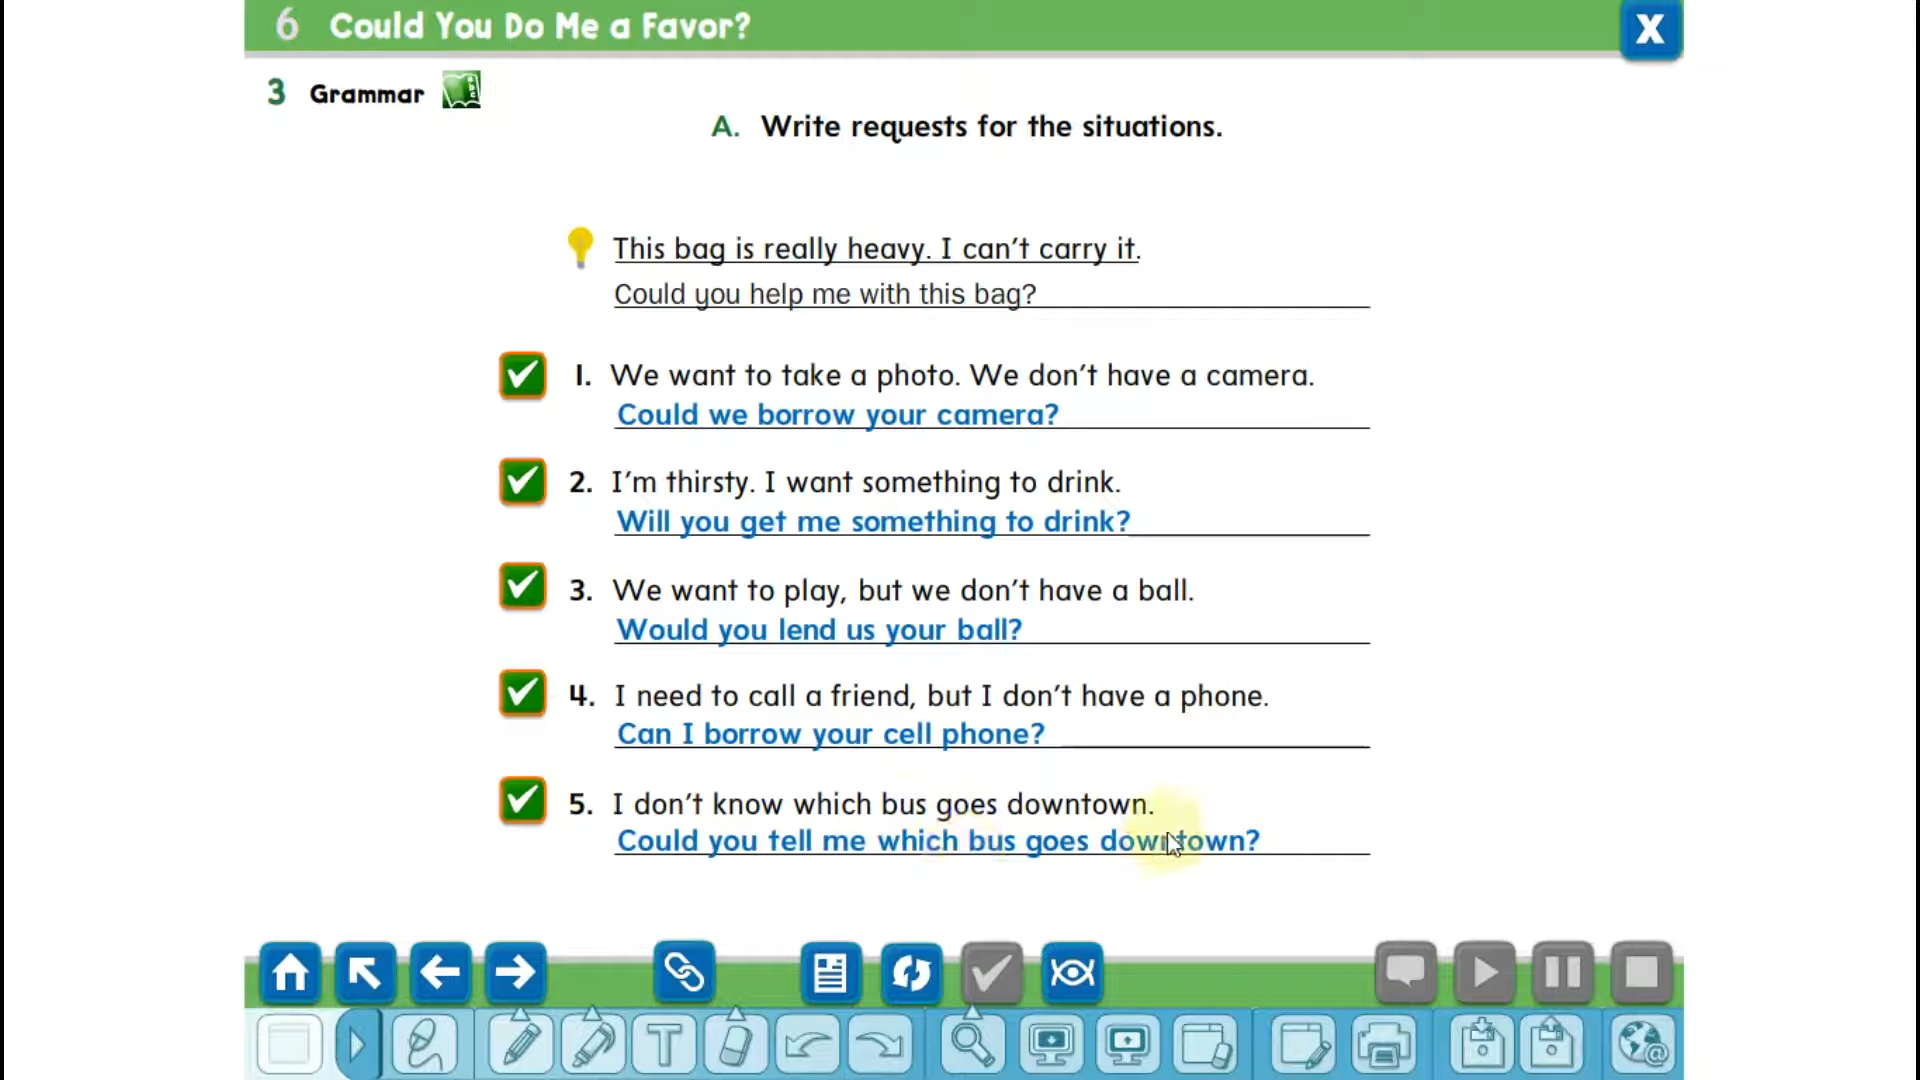 6 Could You Do Me a Favor?
X
3 Grammar
A. Write requests for the situations.
This bag is really heavy. I can't carry it.
Could you help me with this bag?
1. We want to take a photo. We don't have a camera.
Could we borrow your camera?
2. I'm thirsty. I want something to drink.
Will you get me something to drink?
3. We want to play, but we don't have a ball.
Would you lend us your ball?
4. I need to call a friend, but I don't have a phone.
Can I borrow your cell phone?
5. I don't know which bus goes downtown.
Could you tell me which bus goes downtown?
T
@